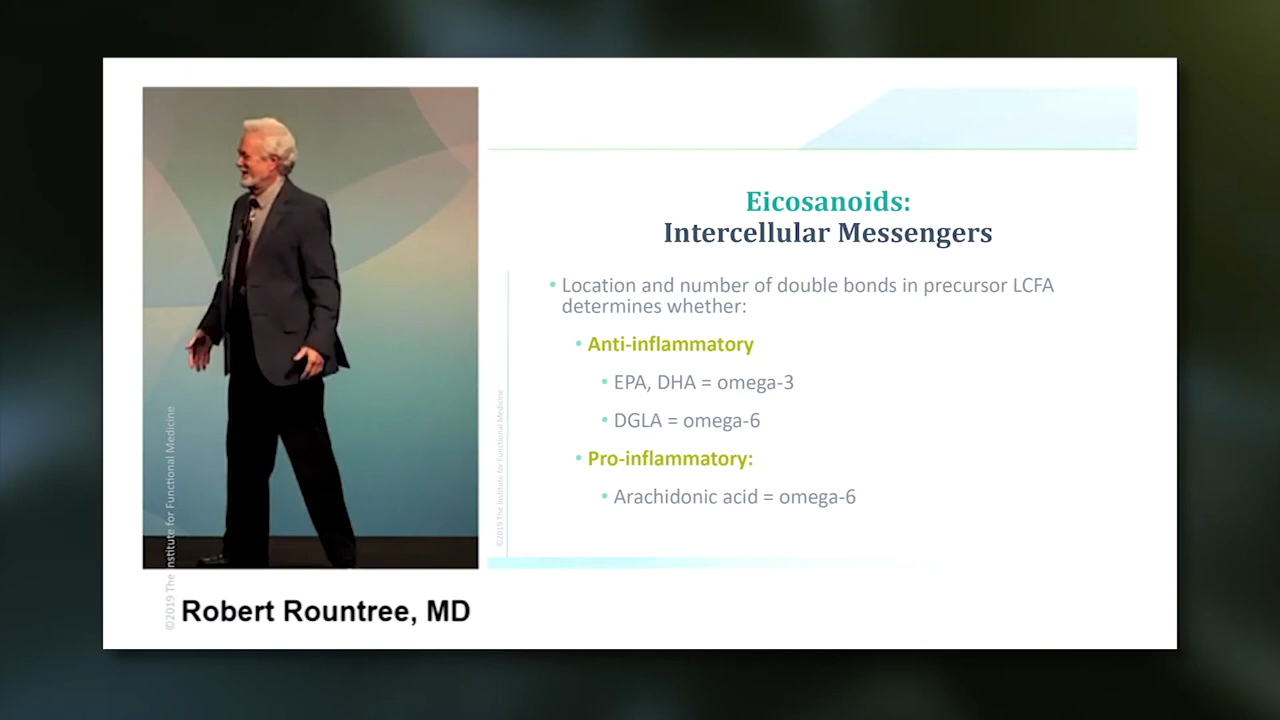 Eicosanoids:
Intercellular Messengers
• Location and number of double bonds in precursor LCFA
determines whether:
• Anti-inflammatory
• EPA, DHA = omega-3
• DGLA = omega-6
• Pro-inflammatory:
• Arachidonic acid = omega-6
©2019 The Institute for Functional Medicine
©2019 The Institute for Functional Medicine
Robert Rountree, MD